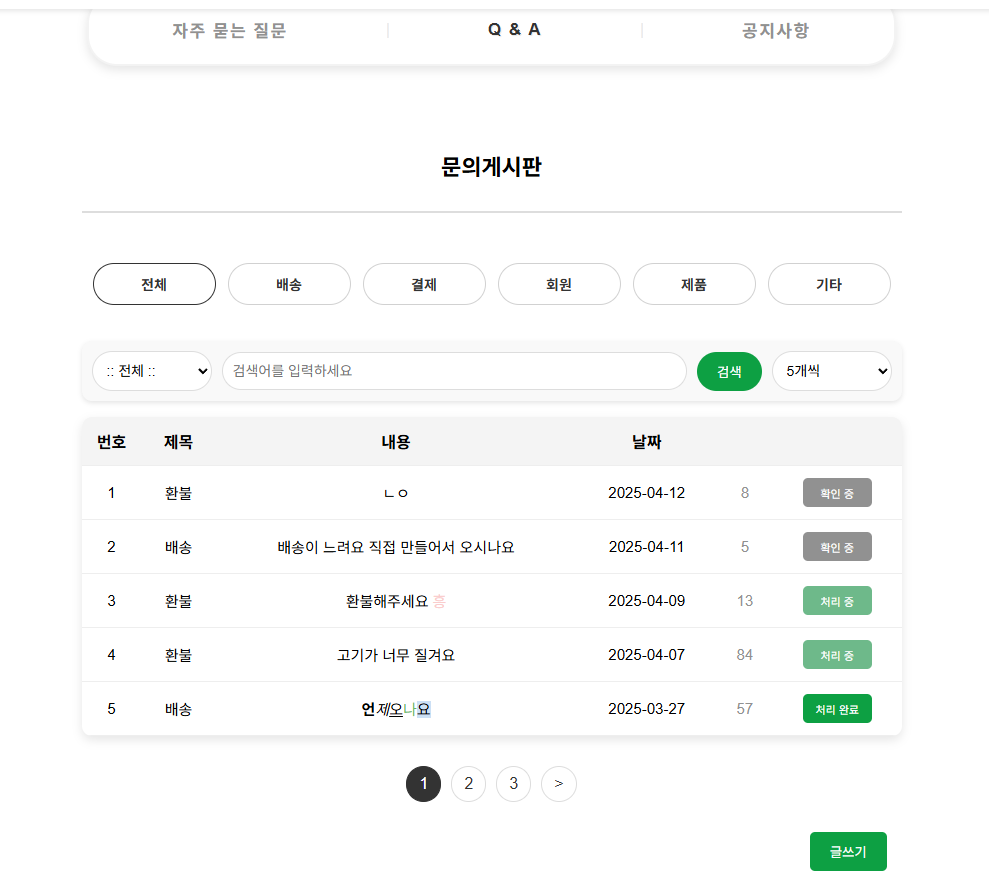 자주 묻는 질문 Q & A 공지사항
문의게시판
전체 배송 결제 회원 제품 기타
:: 전체 :: 검색어를 입력하세요 검색 5개씩
번호 제목 내용 날짜
1 환불 ㄴㅇ 2025-04-12 8 확인 중
2 배송 배송이 느려요 직접 만들어서 오시나요 2025-04-11 5 확인 중
3 환불 환불해주세요 흥 2025-04-09 13 처리 중
4 환불 고기가 너무 질겨요 2025-04-07 84 처리 중
5 배송 언제오나요 2025-03-27 57 처리 완료
1 2 3 >
글쓰기